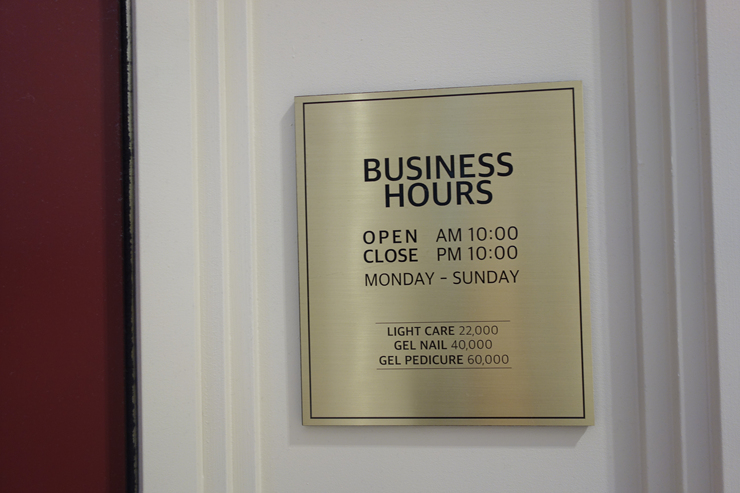 BUSINESS
HOURS
OPEN AM 10:00
CLOSE PM 10:00
MONDAY - SUNDAY
LIGHT CARE 22,000
GEL NAIL 40,000
GEL PEDICURE 60,000